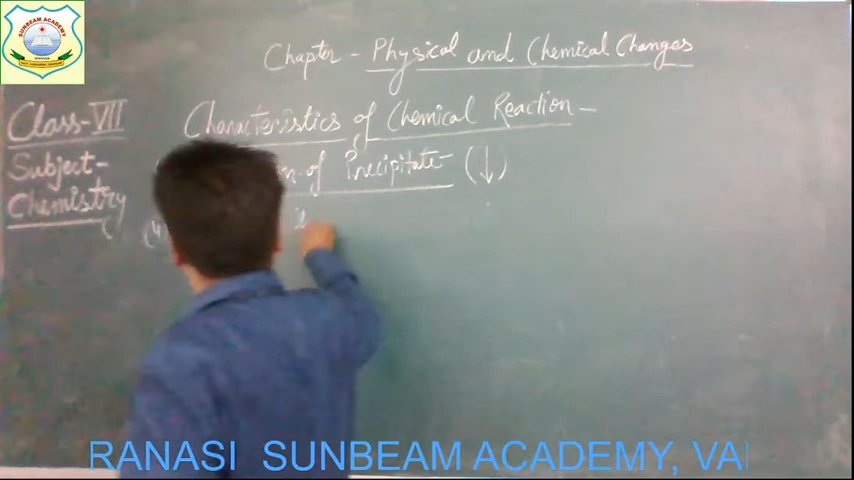 SUNBEAM ACADEMY
Chapter - Physical and Chemical Changes
Class-VII
Subject-
Chemistry
Characteristics of Chemical Reaction -
of Precipitate (↓)
RANASI SUNBEAM ACADEMY, VA